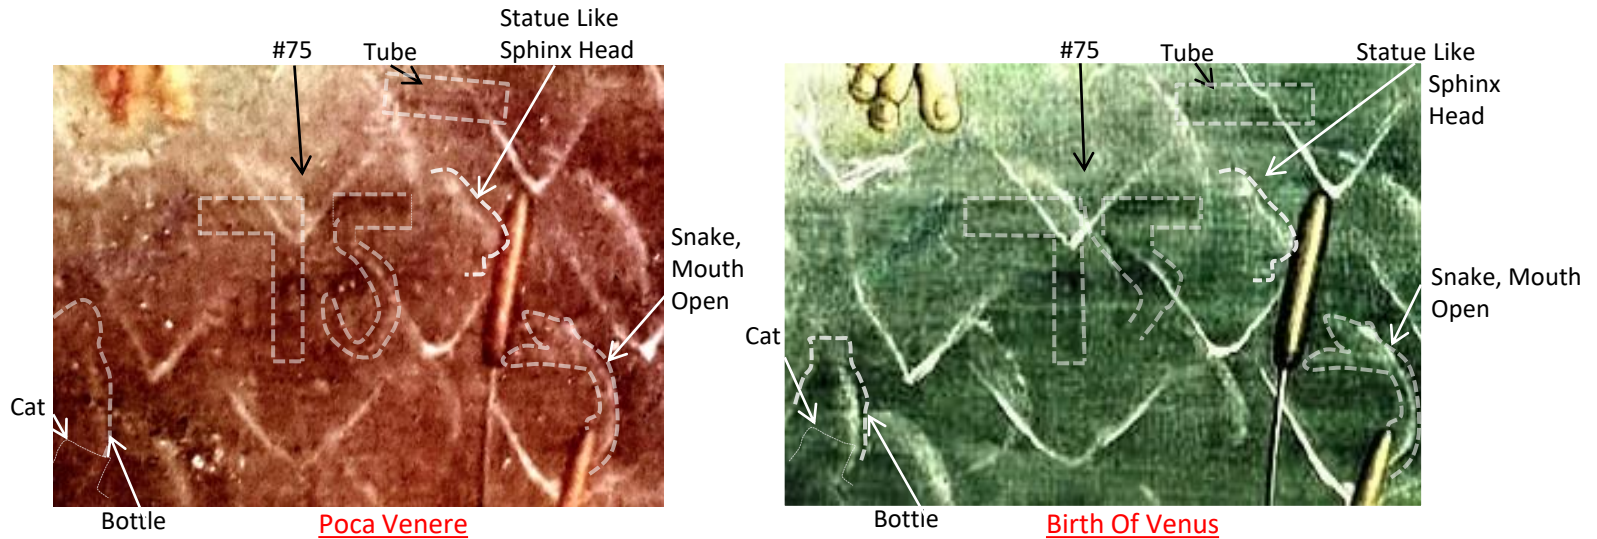 Statue Like
Sphinx Head
#75
Tube
Snake,
Mouth
Open
Cat
Bottle
Poca Venere
#75
Tube
Statue Like
Sphinx
Head
Snake, Mouth
Open
Cat
Bottle
Birth Of Venus